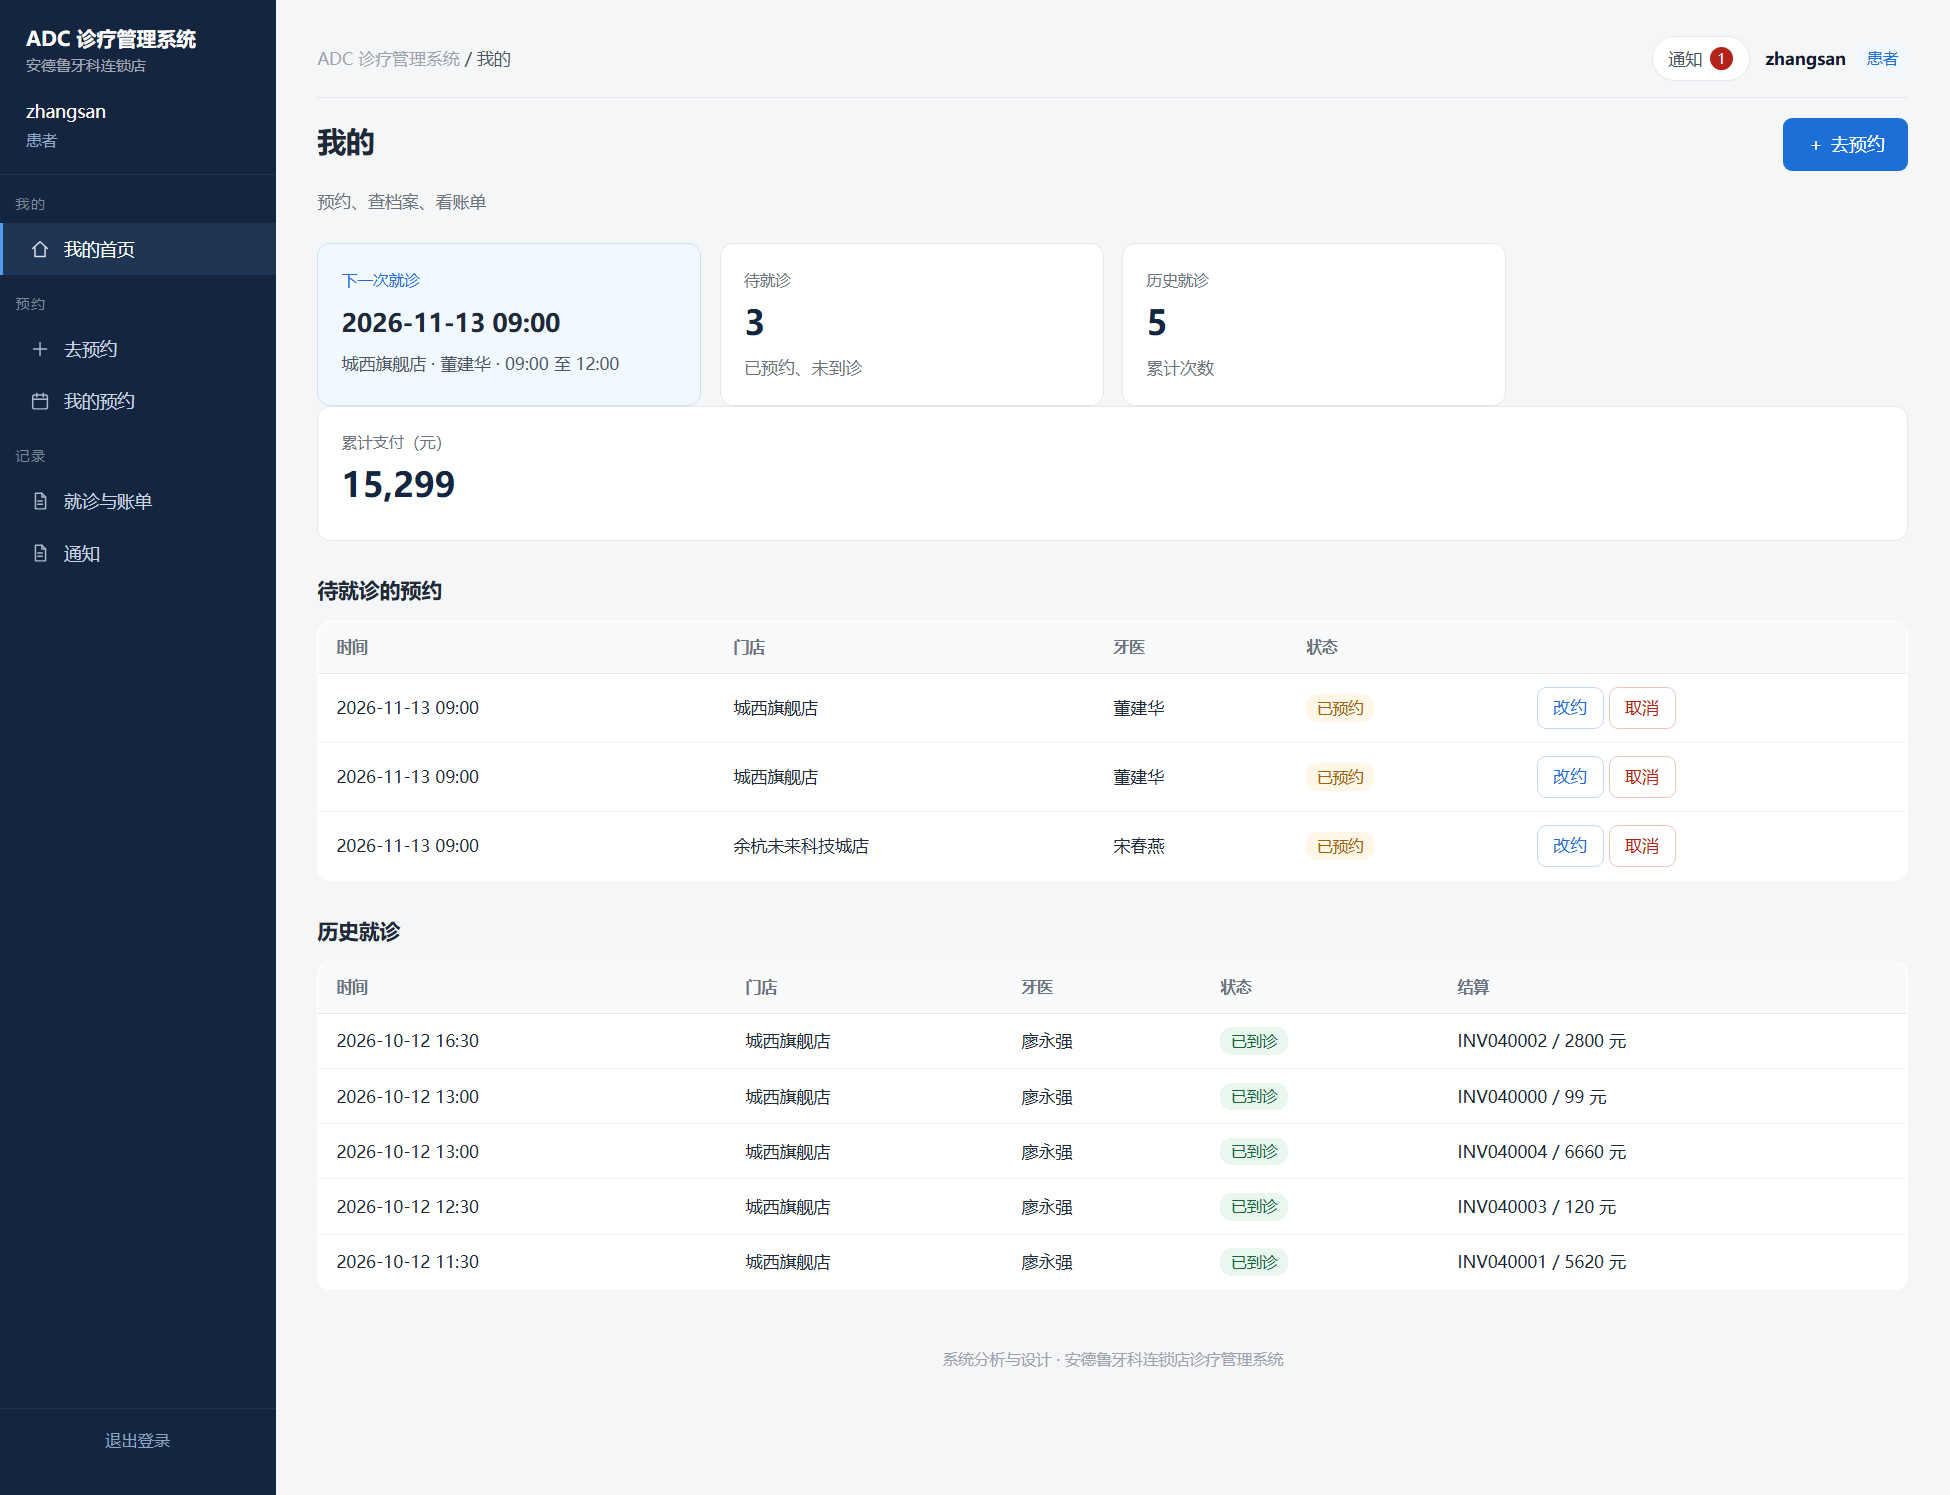 ADC 诊疗管理系统
安德鲁牙科连锁店
zhangsan
患者
我的
我的首页
预约
去预约
我的预约
记录
就诊与账单
通知
退出登录
ADC 诊疗管理系统 / 我的
通知 1 zhangsan 患者
我的
+ 去预约
预约、查档案、看账单
下一次就诊
2026-11-13 09:00
城西旗舰店 · 董建华 · 09:00 至 12:00
待就诊
3
已预约、未到诊
历史就诊
5
累计次数
累计支付（元）
15,299
待就诊的预约
时间 门店 牙医 状态
2026-11-13 09:00 城西旗舰店 董建华 已预约 改约 取消
2026-11-13 09:00 城西旗舰店 董建华 已预约 改约 取消
2026-11-13 09:00 余杭未来科技城店 宋春燕 已预约 改约 取消
历史就诊
时间 门店 牙医 状态 结算
2026-10-12 16:30 城西旗舰店 廖永强 已到诊 INV040002 / 2800 元
2026-10-12 13:00 城西旗舰店 廖永强 已到诊 INV040000 / 99 元
2026-10-12 13:00 城西旗舰店 廖永强 已到诊 INV040004 / 6660 元
2026-10-12 12:30 城西旗舰店 廖永强 已到诊 INV040003 / 120 元
2026-10-12 11:30 城西旗舰店 廖永强 已到诊 INV040001 / 5620 元
系统分析与设计 · 安德鲁牙科连锁店诊疗管理系统